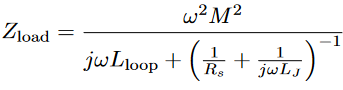 Z_load = ω²M² / (jωL_loop + (1/R_s + 1/(jωL_J))⁻¹)